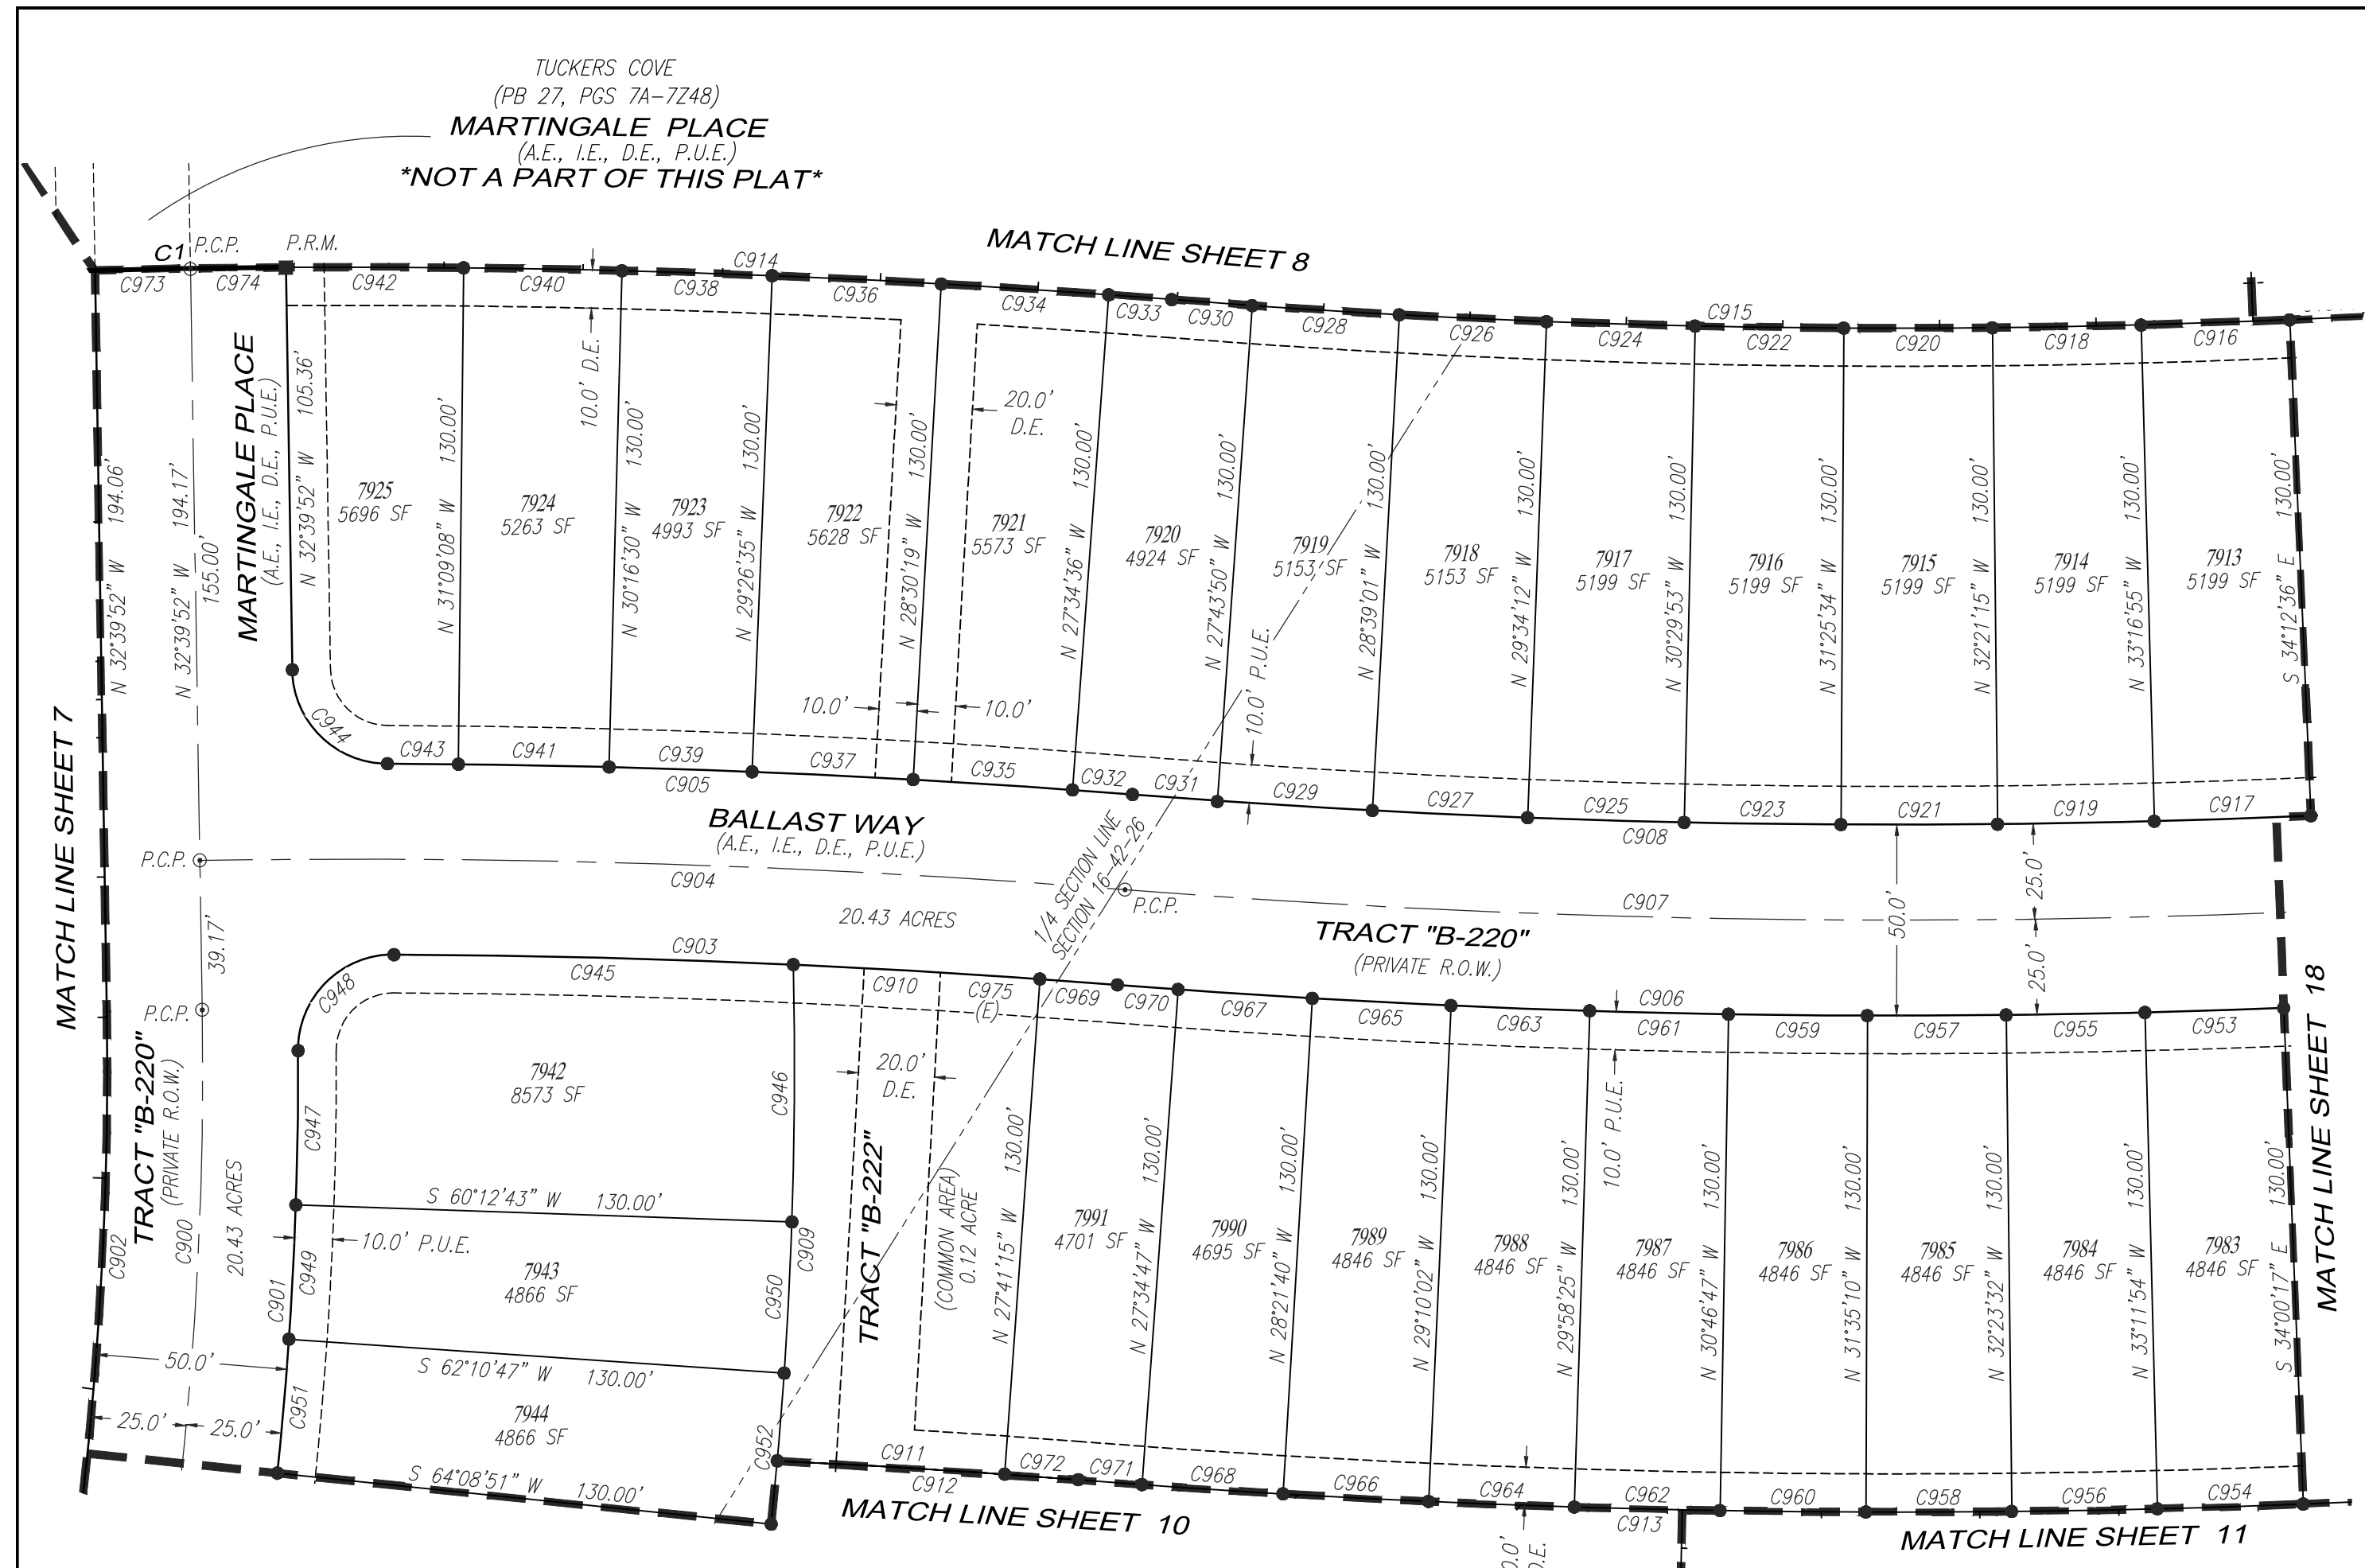 TUCKERS COVE
(PB 27, PGS 7A-7Z48)
MARTINGALE PLACE
(A.E., I.E., D.E., P.U.E.)
*NOT A PART OF THIS PLAT*
MATCH LINE SHEET 8
C1
P.C.P.
P.R.M.
C973
C974
C942
C940
C914
C938
C936
C934
C933
C930
C928
C926
C915
C924
C922
C920
C918
C916
MARTINGALE PLACE
(A.E., I.E., D.E., P.U.E.)
N 32°39'52" W 194.06'
N 32°39'52" W 194.17'
155.00'
N 32°39'52" W 105.36'
10.0' D.E.
7925
5696 SF
N 31°09'08" W 130.00'
7924
5263 SF
N 30°16'30" W 130.00'
7923
4993 SF
N 29°26'35" W 130.00'
7922
5628 SF
N 28°30'19" W 130.00'
20.0'
D.E.
7921
5573 SF
N 27°34'36" W 130.00'
7920
4924 SF
N 27°43'50" W 130.00'
7919
5153 SF
N 28°39'01" W 130.00'
7918
5153 SF
N 29°34'12" W 130.00'
7917
5199 SF
N 30°29'53" W 130.00'
7916
5199 SF
N 31°25'34" W 130.00'
7915
5199 SF
N 32°21'15" W 130.00'
7914
5199 SF
N 33°16'55" W 130.00'
7913
5199 SF
S 34°12'36" E 130.00'
10.0'
10.0'
10.0' P.U.E.
MATCH LINE SHEET 7
C944
C943
C941
C939
C905
C937
C935
C932
C931
C929
C927
C925
C908
C923
C921
C919
C917
BALLAST WAY
(A.E., I.E., D.E., P.U.E.)
P.C.P.
C904
20.43 ACRES
1/4 SECTION LINE
SECTION 16-42-26
P.C.P.
C907
TRACT "B-220"
(PRIVATE R.O.W.)
50.0'
25.0'
25.0'
39.17'
P.C.P.
C903
C945
C948
C910
C975
(E)
C969
C970
C967
C965
C963
C906
C961
C959
C957
C955
C953
TRACT "B-220"
(PRIVATE R.O.W.)
20.43 ACRES
C902
C900
C947
7942
8573 SF
C946
S 60°12'43" W 130.00'
10.0' P.U.E.
C901
C949
7943
4866 SF
C950
C909
S 62°10'47" W 130.00'
50.0'
25.0'
25.0'
C951
7944
4866 SF
C952
S 64°08'51" W 130.00'
20.0'
D.E.
TRACT "B-222"
(COMMON AREA)
0.12 ACRE
N 27°41'15" W 130.00'
7991
4701 SF
N 27°34'47" W 130.00'
7990
4695 SF
N 28°21'40" W 130.00'
7989
4846 SF
N 29°10'02" W 130.00'
7988
4846 SF
N 29°58'25" W 130.00'
10.0' P.U.E.
7987
4846 SF
N 30°46'47" W 130.00'
7986
4846 SF
N 31°35'10" W 130.00'
7985
4846 SF
N 32°23'32" W 130.00'
7984
4846 SF
N 33°11'54" W 130.00'
7983
4846 SF
S 34°00'17" E 130.00'
MATCH LINE SHEET 18
C911
C912
C972
C971
C968
C966
C964
C962
C913
C960
C958
C956
C954
MATCH LINE SHEET 10
MATCH LINE SHEET 11